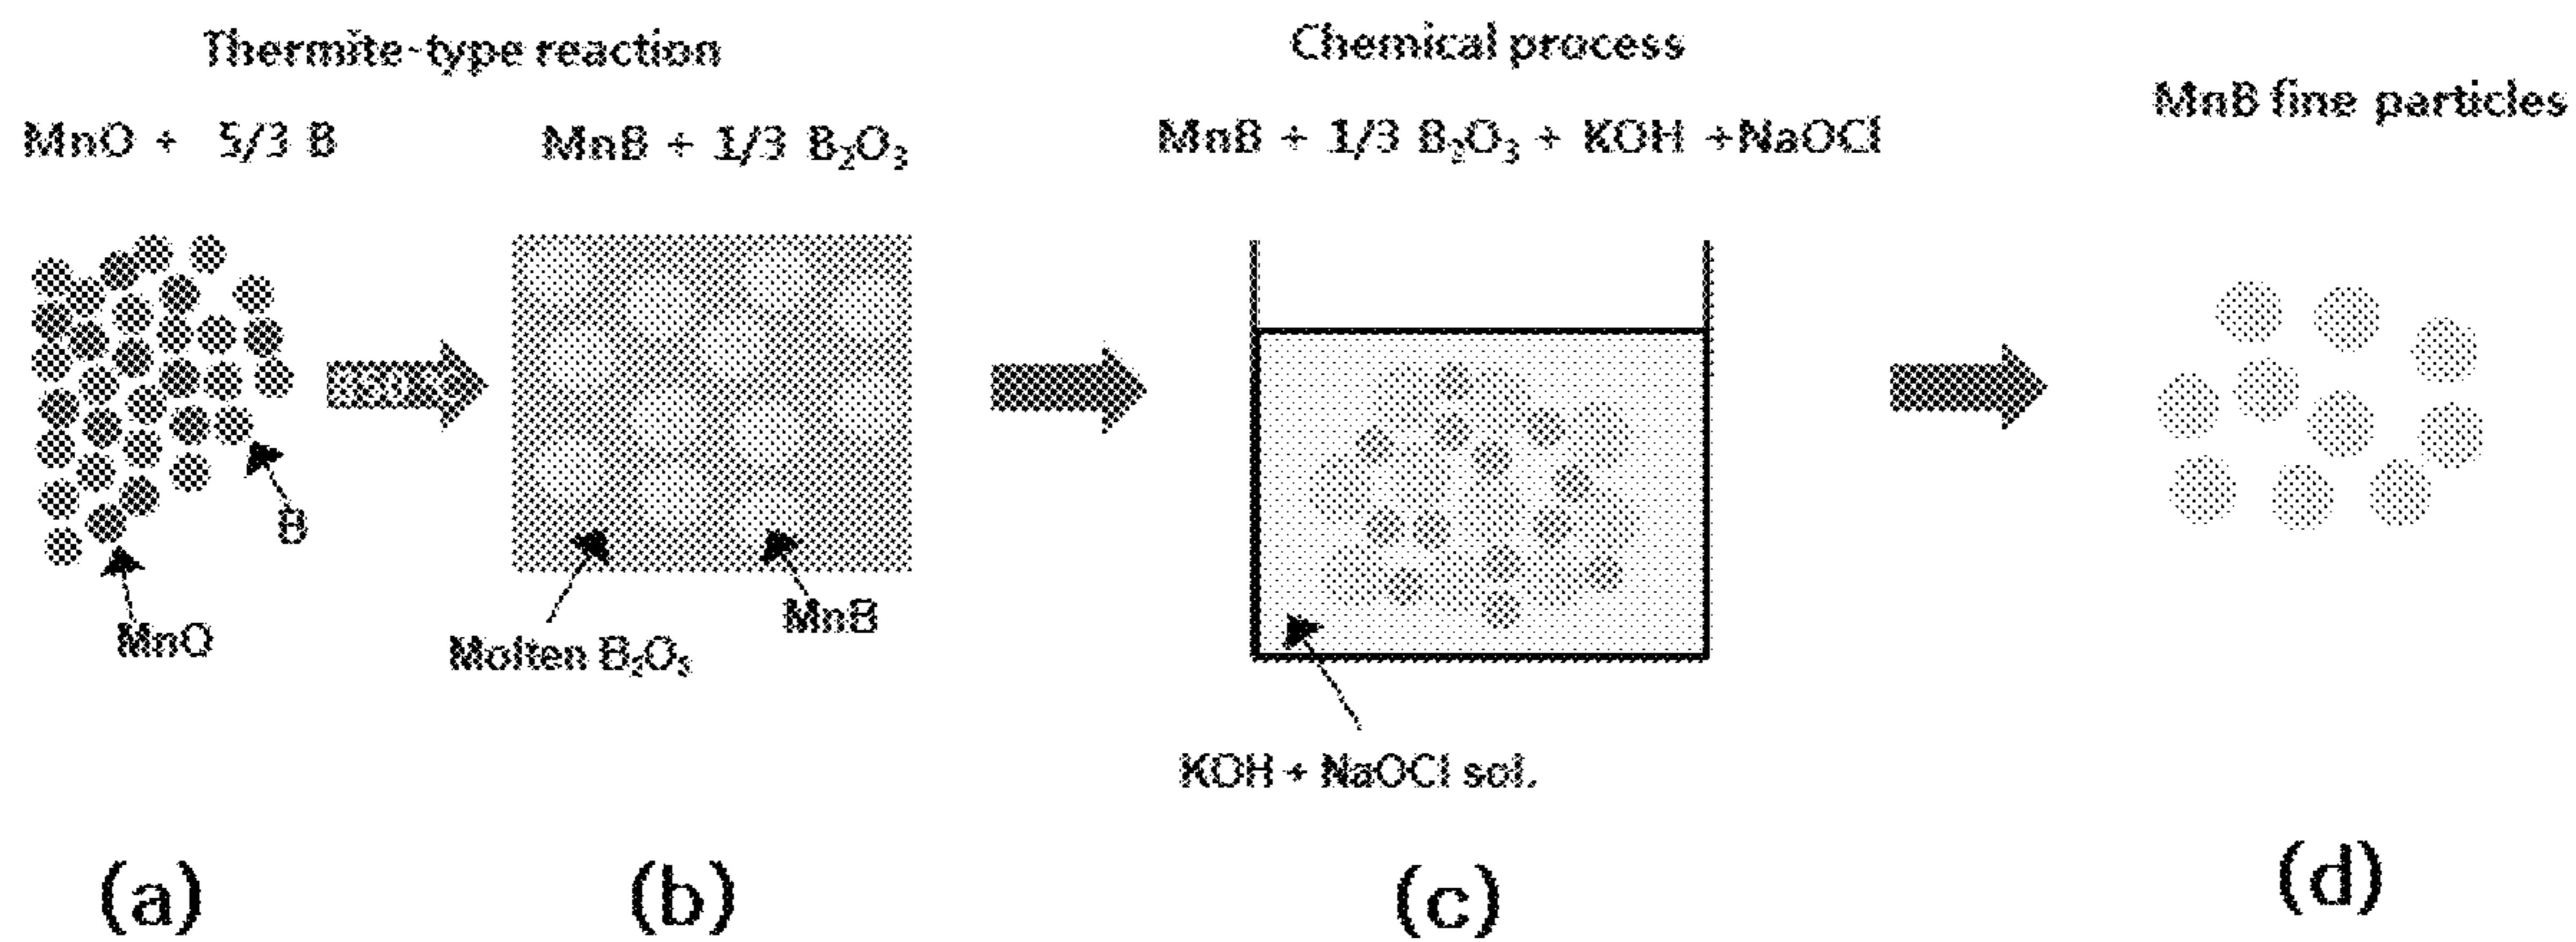 Thermite-type reaction
Chemical process
MnB fine particles
MnO + 5/3 B
MnB + 1/3 B₂O₃
MnB + 1/3 B₂O₃ + KOH +NaOCl
B
MnO
Molten B₂O₃
MnB
KOH + NaOCl sol.
(a)
(b)
(c)
(d)